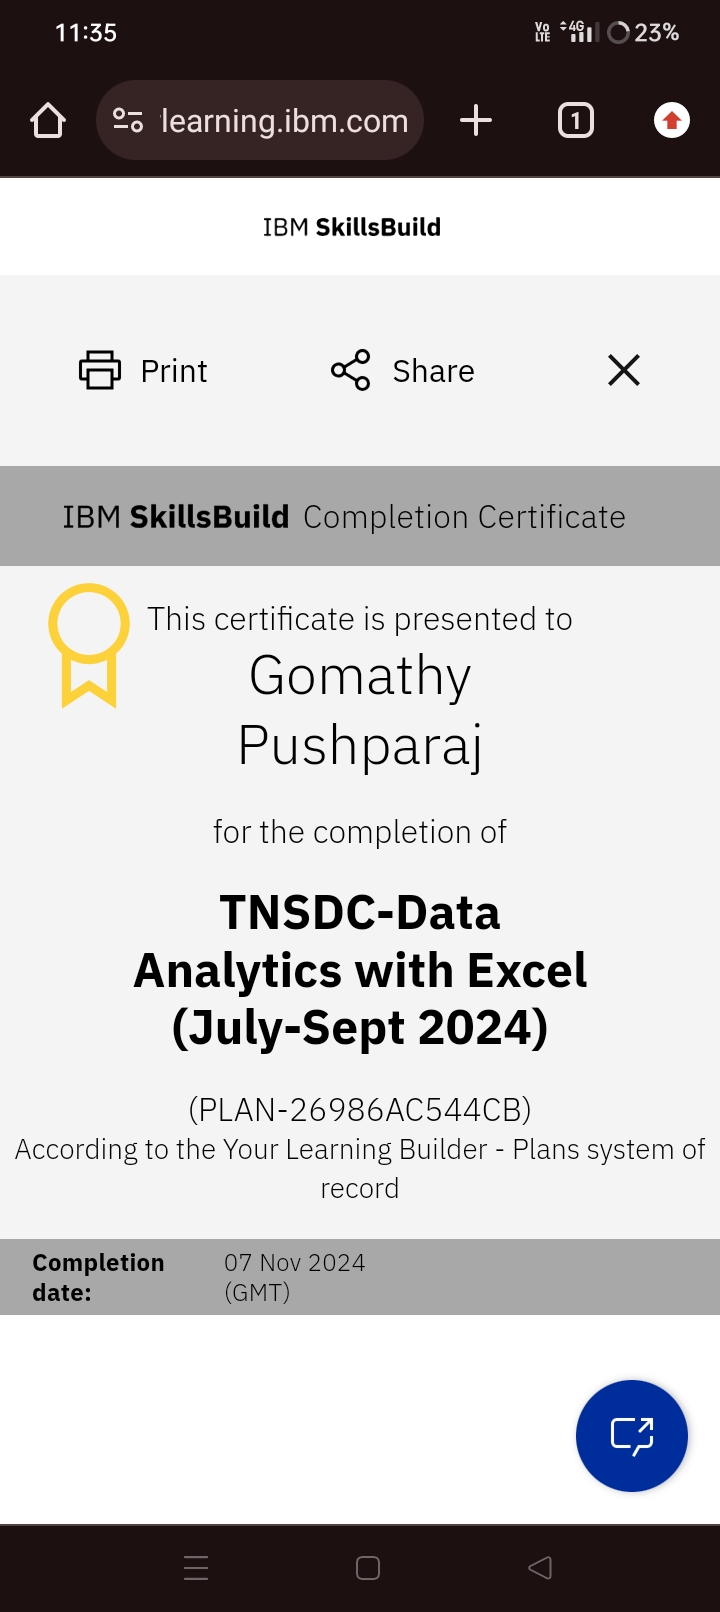 11:35
Vo LTE 4G 23%
learning.ibm.com
1
IBM SkillsBuild
Print
Share
IBM SkillsBuild Completion Certificate
This certificate is presented to
Gomathy
Pushparaj
for the completion of
TNSDC-Data
Analytics with Excel
(July-Sept 2024)
(PLAN-26986AC544CB)
According to the Your Learning Builder - Plans system of
record
Completion
date:
07 Nov 2024
(GMT)